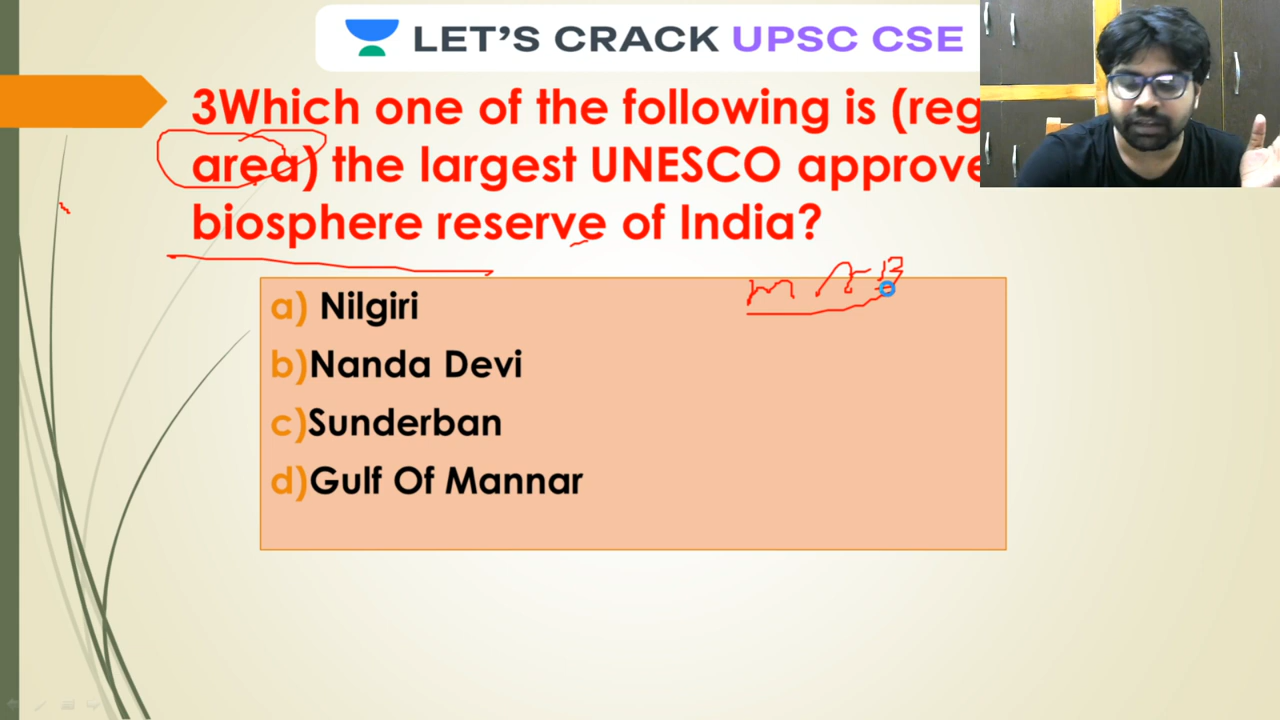 LET'S CRACK UPSC CSE
3Which one of the following is (reg
area) the largest UNESCO approve
biosphere reserve of India?
m A B
a) Nilgiri
b)Nanda Devi
c)Sunderban
d)Gulf Of Mannar